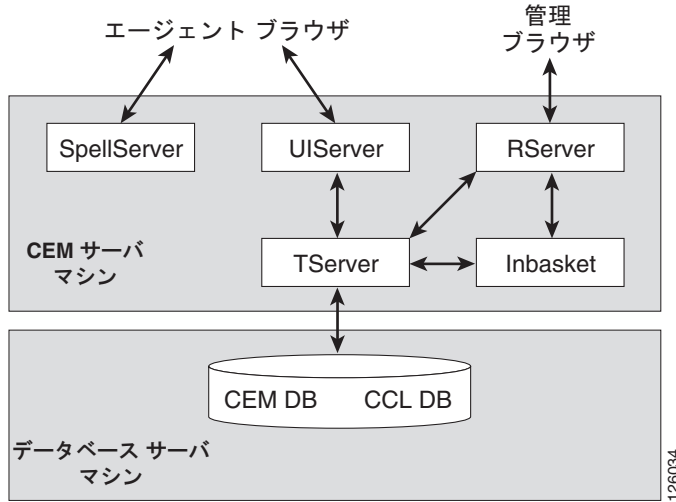 エージェント ブラウザ
管理
ブラウザ
SpellServer
UIServer
RServer
CEM サーバ
マシン
TServer
Inbasket
CEM DB
CCL DB
データベース サーバ
マシン
126034